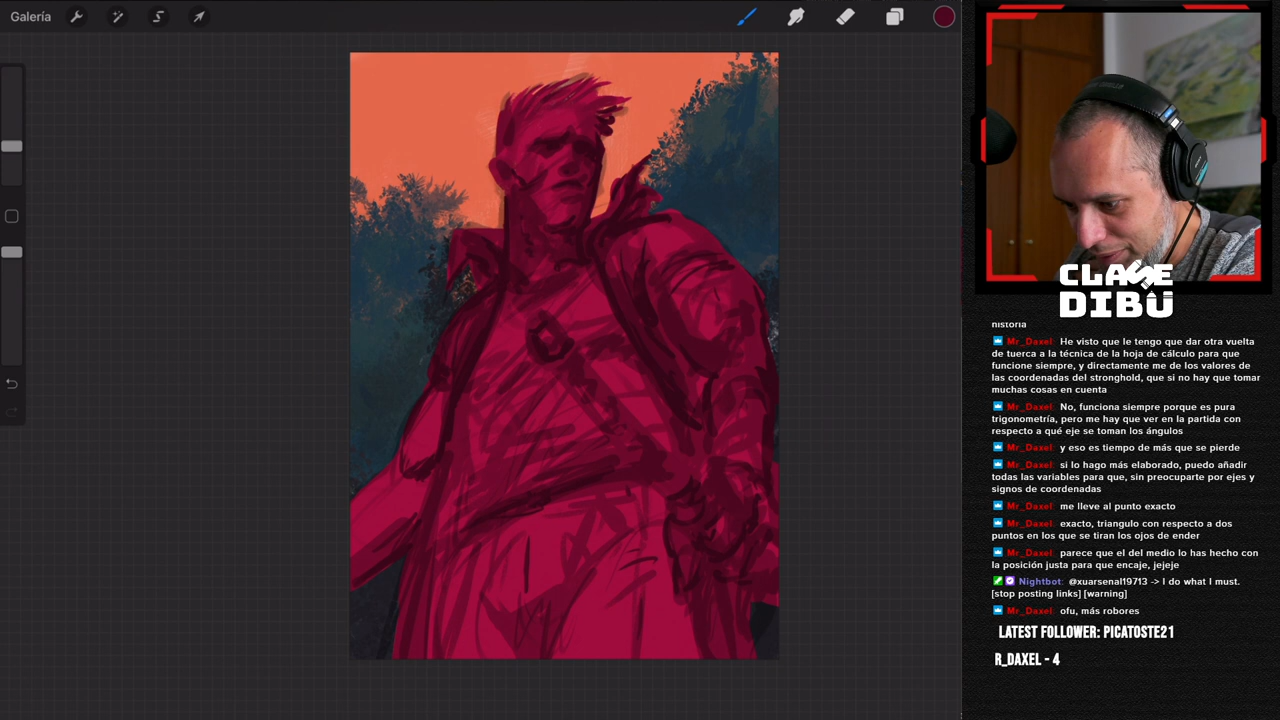 Galería
CLASE
DIBU
historia
Mr_Daxel: He visto que le tengo que dar otra vuelta
de tuerca a la técnica de la hoja de cálculo para que
funcione siempre, y directamente me de los valores de
las coordenadas del stronghold, que si no hay que tomar
muchas cosas en cuenta
Mr_Daxel: No, funciona siempre porque es pura
trigonometría, pero me hay que ver en la partida con
respecto a qué eje se toman los ángulos
Mr_Daxel: y eso es tiempo de más que se pierde
Mr_Daxel: si lo hago más elaborado, puedo añadir
todas las variables para que, sin preocuparte por ejes y
signos de coordenadas
Mr_Daxel: me lleve al punto exacto
Mr_Daxel: exacto, triangulo con respecto a dos
puntos en los que se tiran los ojos de ender
Mr_Daxel: parece que el del medio lo has hecho con
la posición justa para que encaje, jejeje
Nightbot: @xuarsenal19713 -> I do what I must.
[stop posting links] [warning]
Mr_Daxel: ofu, más robores
LATEST FOLLOWER: PICATOSTE21
R_DAXEL - 4